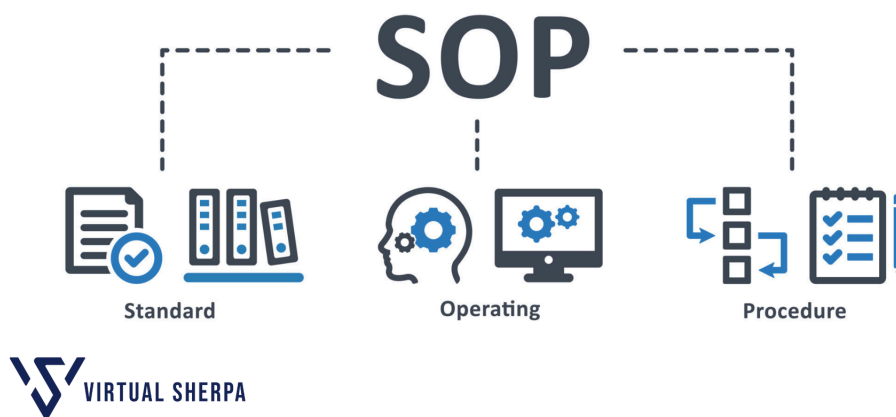 SOP
Standard
Operating
Procedure
VIRTUAL SHERPA